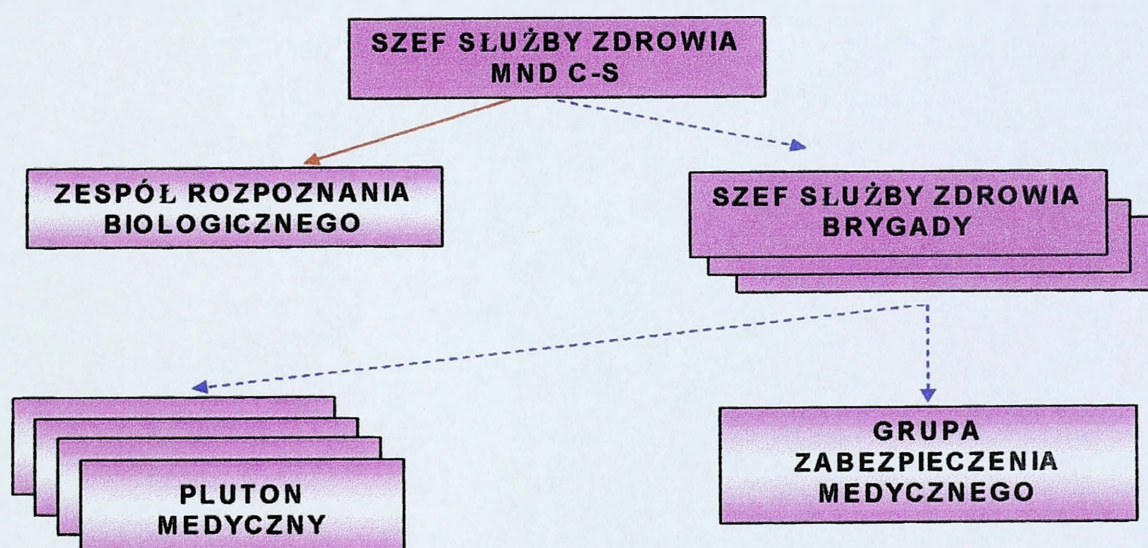 SZEF SŁUŻBY ZDROWIA
MND C-S
ZESPÓŁ ROZPOZNANIA
BIOLOGICZNEGO
SZEF SŁUŻBY ZDROWIA
BRYGADY
GRUPA
ZABEZPIECZENIA
MEDYCZNEGO
PLUTON
MEDYCZNY